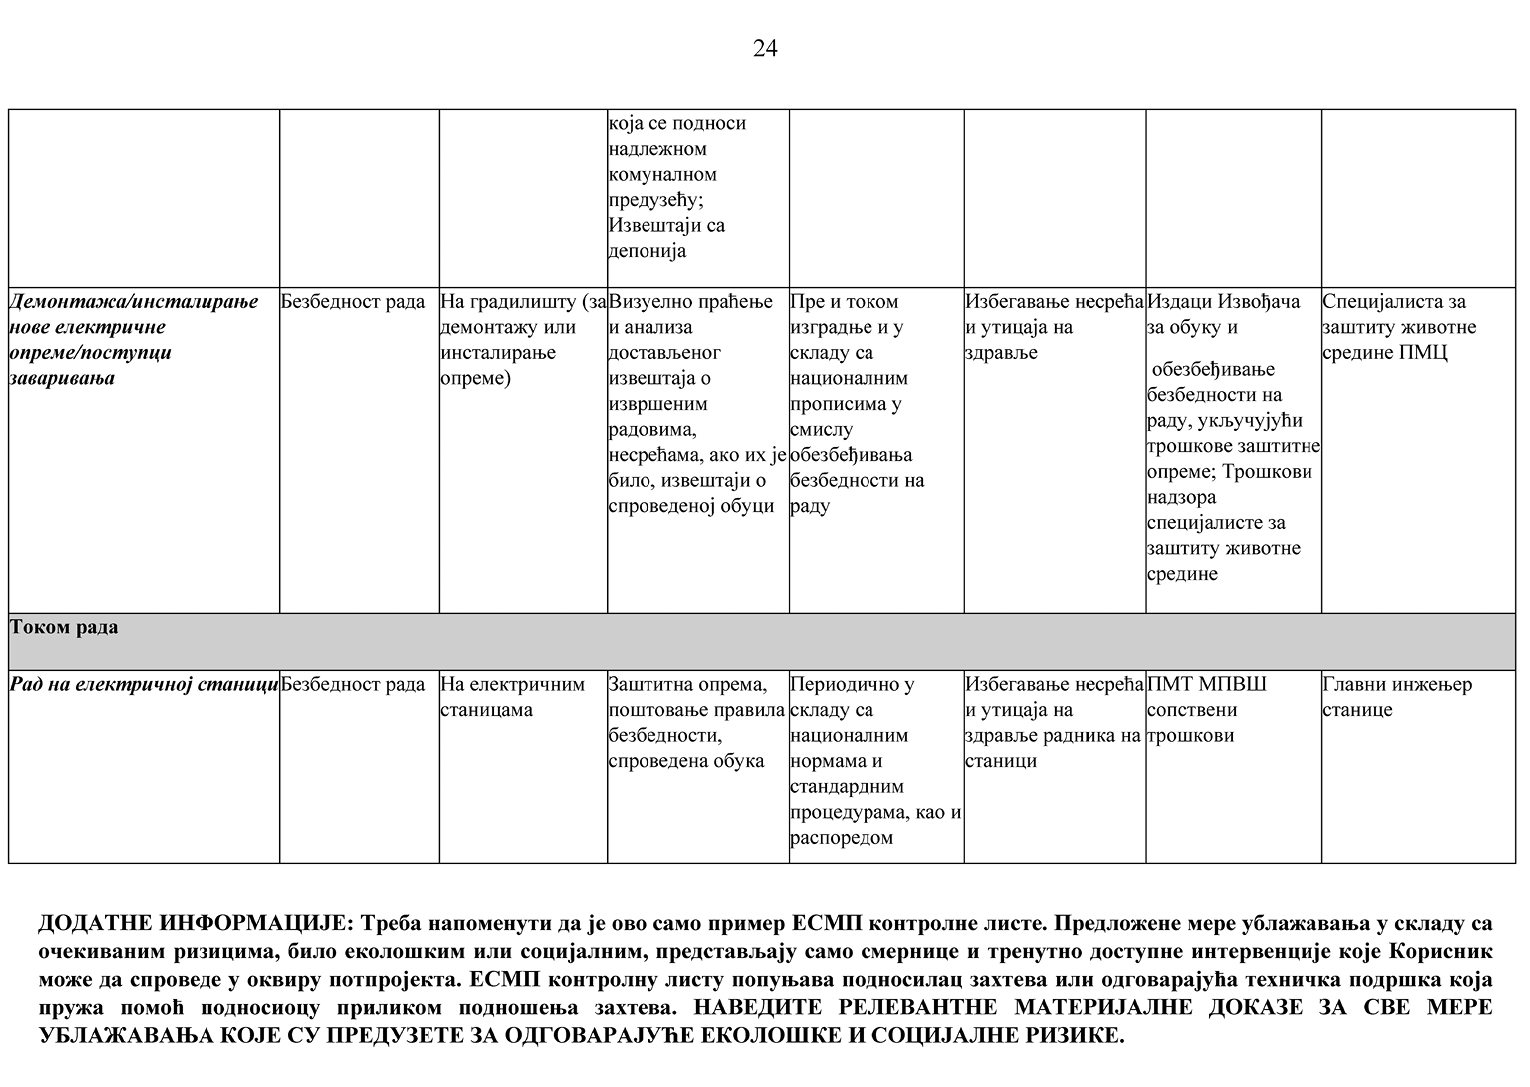 24
која се подноси
надлежном
комуналном
предузећу;
Извештаји са
депонија
Демонтажа/инсталирање
нове електричне
опреме/поступци
заваривања
Безбедност рада
На градилишту (за
демонтажу или
инсталирање
опреме)
Визуелно праћење
и анализа
достављеног
извештаја о
извршеним
радовима,
несрећама, ако их је
било, извештаји о
спроведеној обуци
Пре и током
изградње и у
складу са
националним
прописима у
смислу
обезбеђивања
безбедности на
раду
Избегавање несрећа
и утицаја на
здравље
Издаци Извођача
за обуку и
обезбеђивање
безбедности на
раду, укључујући
трошкове заштитне
опреме; Трошкови
надзора
специјалисте за
заштиту животне
средине
Специјалиста за
заштиту животне
средине ПМЦ
Током рада
Рад на електричној станици
Безбедност рада
На електричним
станицама
Заштитна опрема,
поштовање правила
безбедности,
спроведена обука
Периодично у
складу са
националним
нормама и
стандардним
процедурама, као и
распоредом
Избегавање несрећа
и утицаја на
здравље радника на
станици
ПМТ МПВШ
сопствени
трошкови
Главни инжењер
станице
ДОДАТНЕ ИНФОРМАЦИЈЕ: Треба напоменути да је ово само пример ЕСМП контролне листе. Предложене мере ублажавања у складу са
очекиваним ризицима, било еколошким или социјалним, представљају само смернице и тренутно доступне интервенције које Корисник
може да спроведе у оквиру потпројекта. ЕСМП контролну листу попуњава подносилац захтева или одговарајућа техничка подршка која
пружа помоћ подносиоцу приликом подношења захтева. НАВЕДИТЕ РЕЛЕВАНТНЕ МАТЕРИЈАЛНЕ ДОКАЗЕ ЗА СВЕ МЕРЕ
УБЛАЖАВАЊА КОЈЕ СУ ПРЕДУЗЕТЕ ЗА ОДГОВАРАЈУЋЕ ЕКОЛОШКЕ И СОЦИЈАЛНЕ РИЗИКЕ.